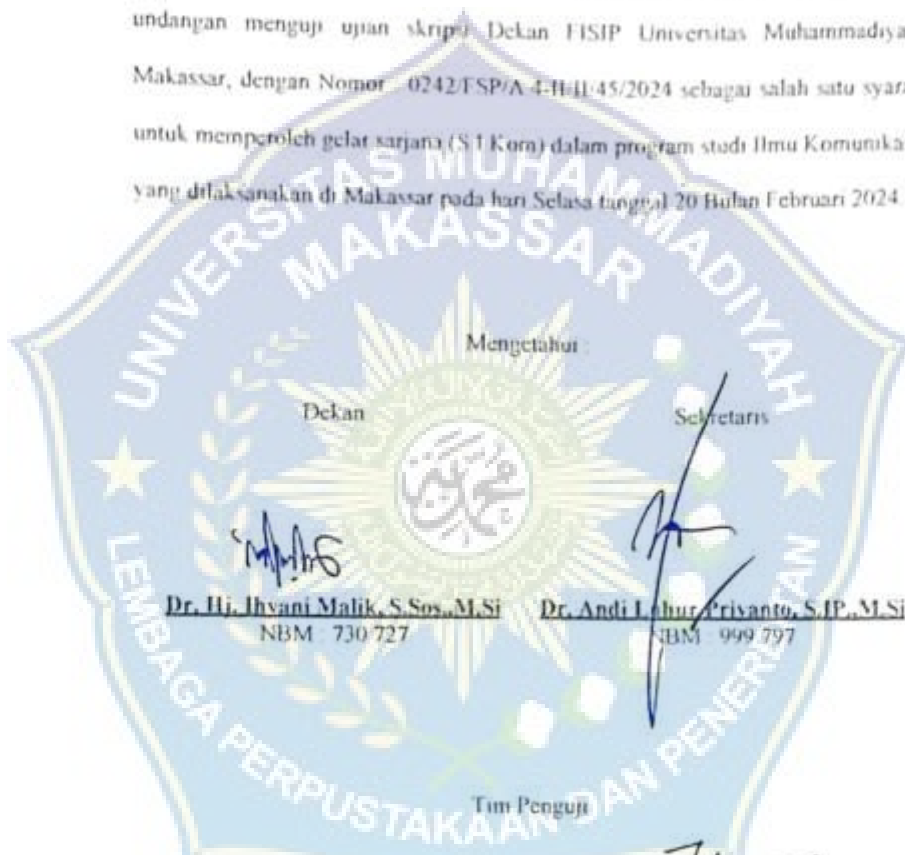 undangan menguji ujian skripsi Dekan FISIP Universitas Muhammadiya
Makassar, dengan Nomor : 0242/FSP/A.4-II/II/45/2024 sebagai salah satu syara
untuk memperoleh gelar sarjana (S.I.Kom) dalam program studi Ilmu Komunika
yang dilaksanakan di Makassar pada hari Selasa tanggal 20 Bulan Februari 2024.
UNIVERSITAS MUHAMMADIYAH
MAKASSAR
Mengetahui :
Dekan Sekretaris
محمدية
Dr. Hj. Ihyani Malik, S.Sos., M.Si Dr. Andi Luhur Priyanto, S.IP., M.Si
NBM : 730 727 NBM : 999 797
LEMBAGA PERPUSTAKAAN DAN PENERBITAN
Tim Penguji